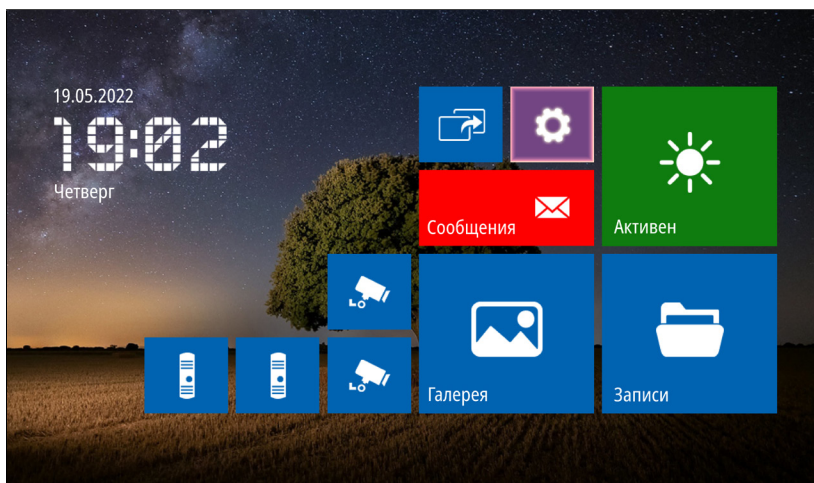 19.05.2022
19:02
Четверг
Сообщения
Активен
Галерея
Записи